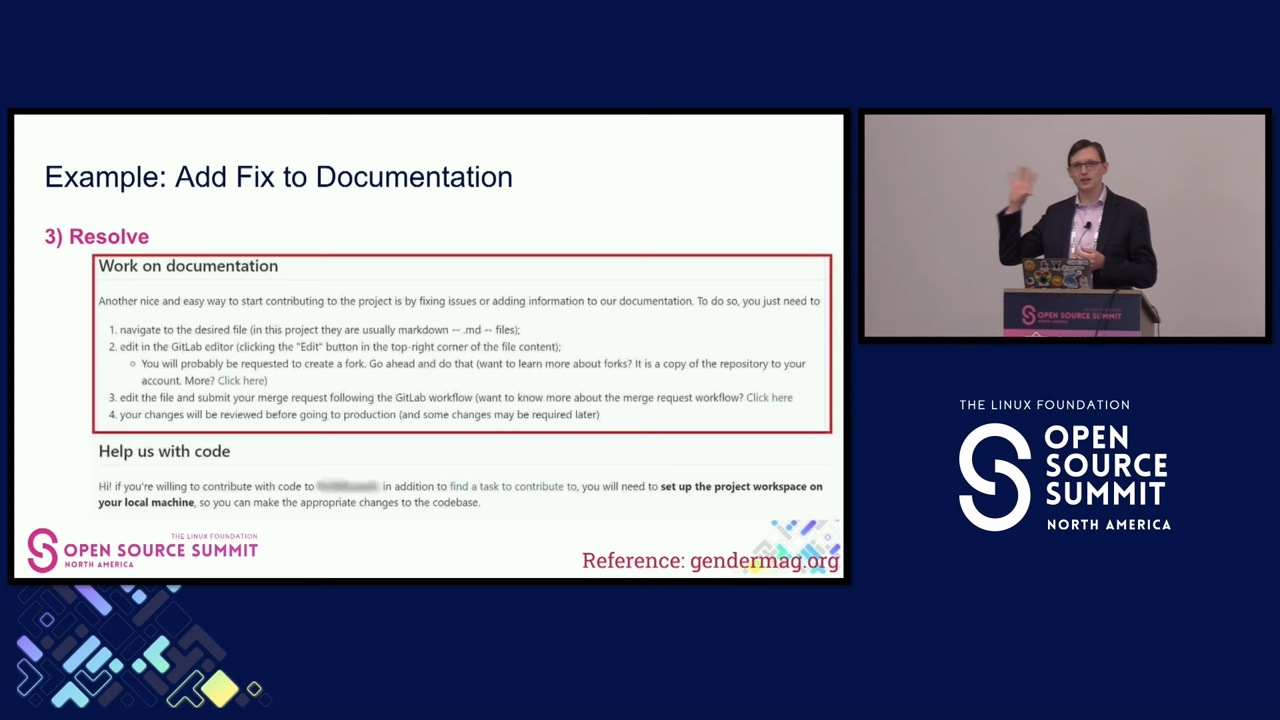 Example: Add Fix to Documentation
3) Resolve
Work on documentation
Another nice and easy way to start contributing to the project is by fixing issues or adding information to our documentation. To do so, you just need to
1. navigate to the desired file (in this project they are usually markdown -- .md -- files);
2. edit in the GitLab editor (clicking the "Edit" button in the top-right corner of the file content);
○ You will probably be requested to create a fork. Go ahead and do that (want to learn more about forks? It is a copy of the repository to your
account. More? Click here)
3. edit the file and submit your merge request following the GitLab workflow (want to know more about the merge request workflow? Click here
4. your changes will be reviewed before going to production (and some changes may be required later)
Help us with code
Hi! if you're willing to contribute with code to in addition to find a task to contribute to, you will need to set up the project workspace on
your local machine, so you can make the appropriate changes to the codebase.
THE LINUX FOUNDATION
OPEN SOURCE SUMMIT
NORTH AMERICA
Reference: gendermag.org
OPEN SOURCE SUMMIT
NORTH AMERICA
THE LINUX FOUNDATION
OPEN
SOURCE
SUMMIT
NORTH AMERICA